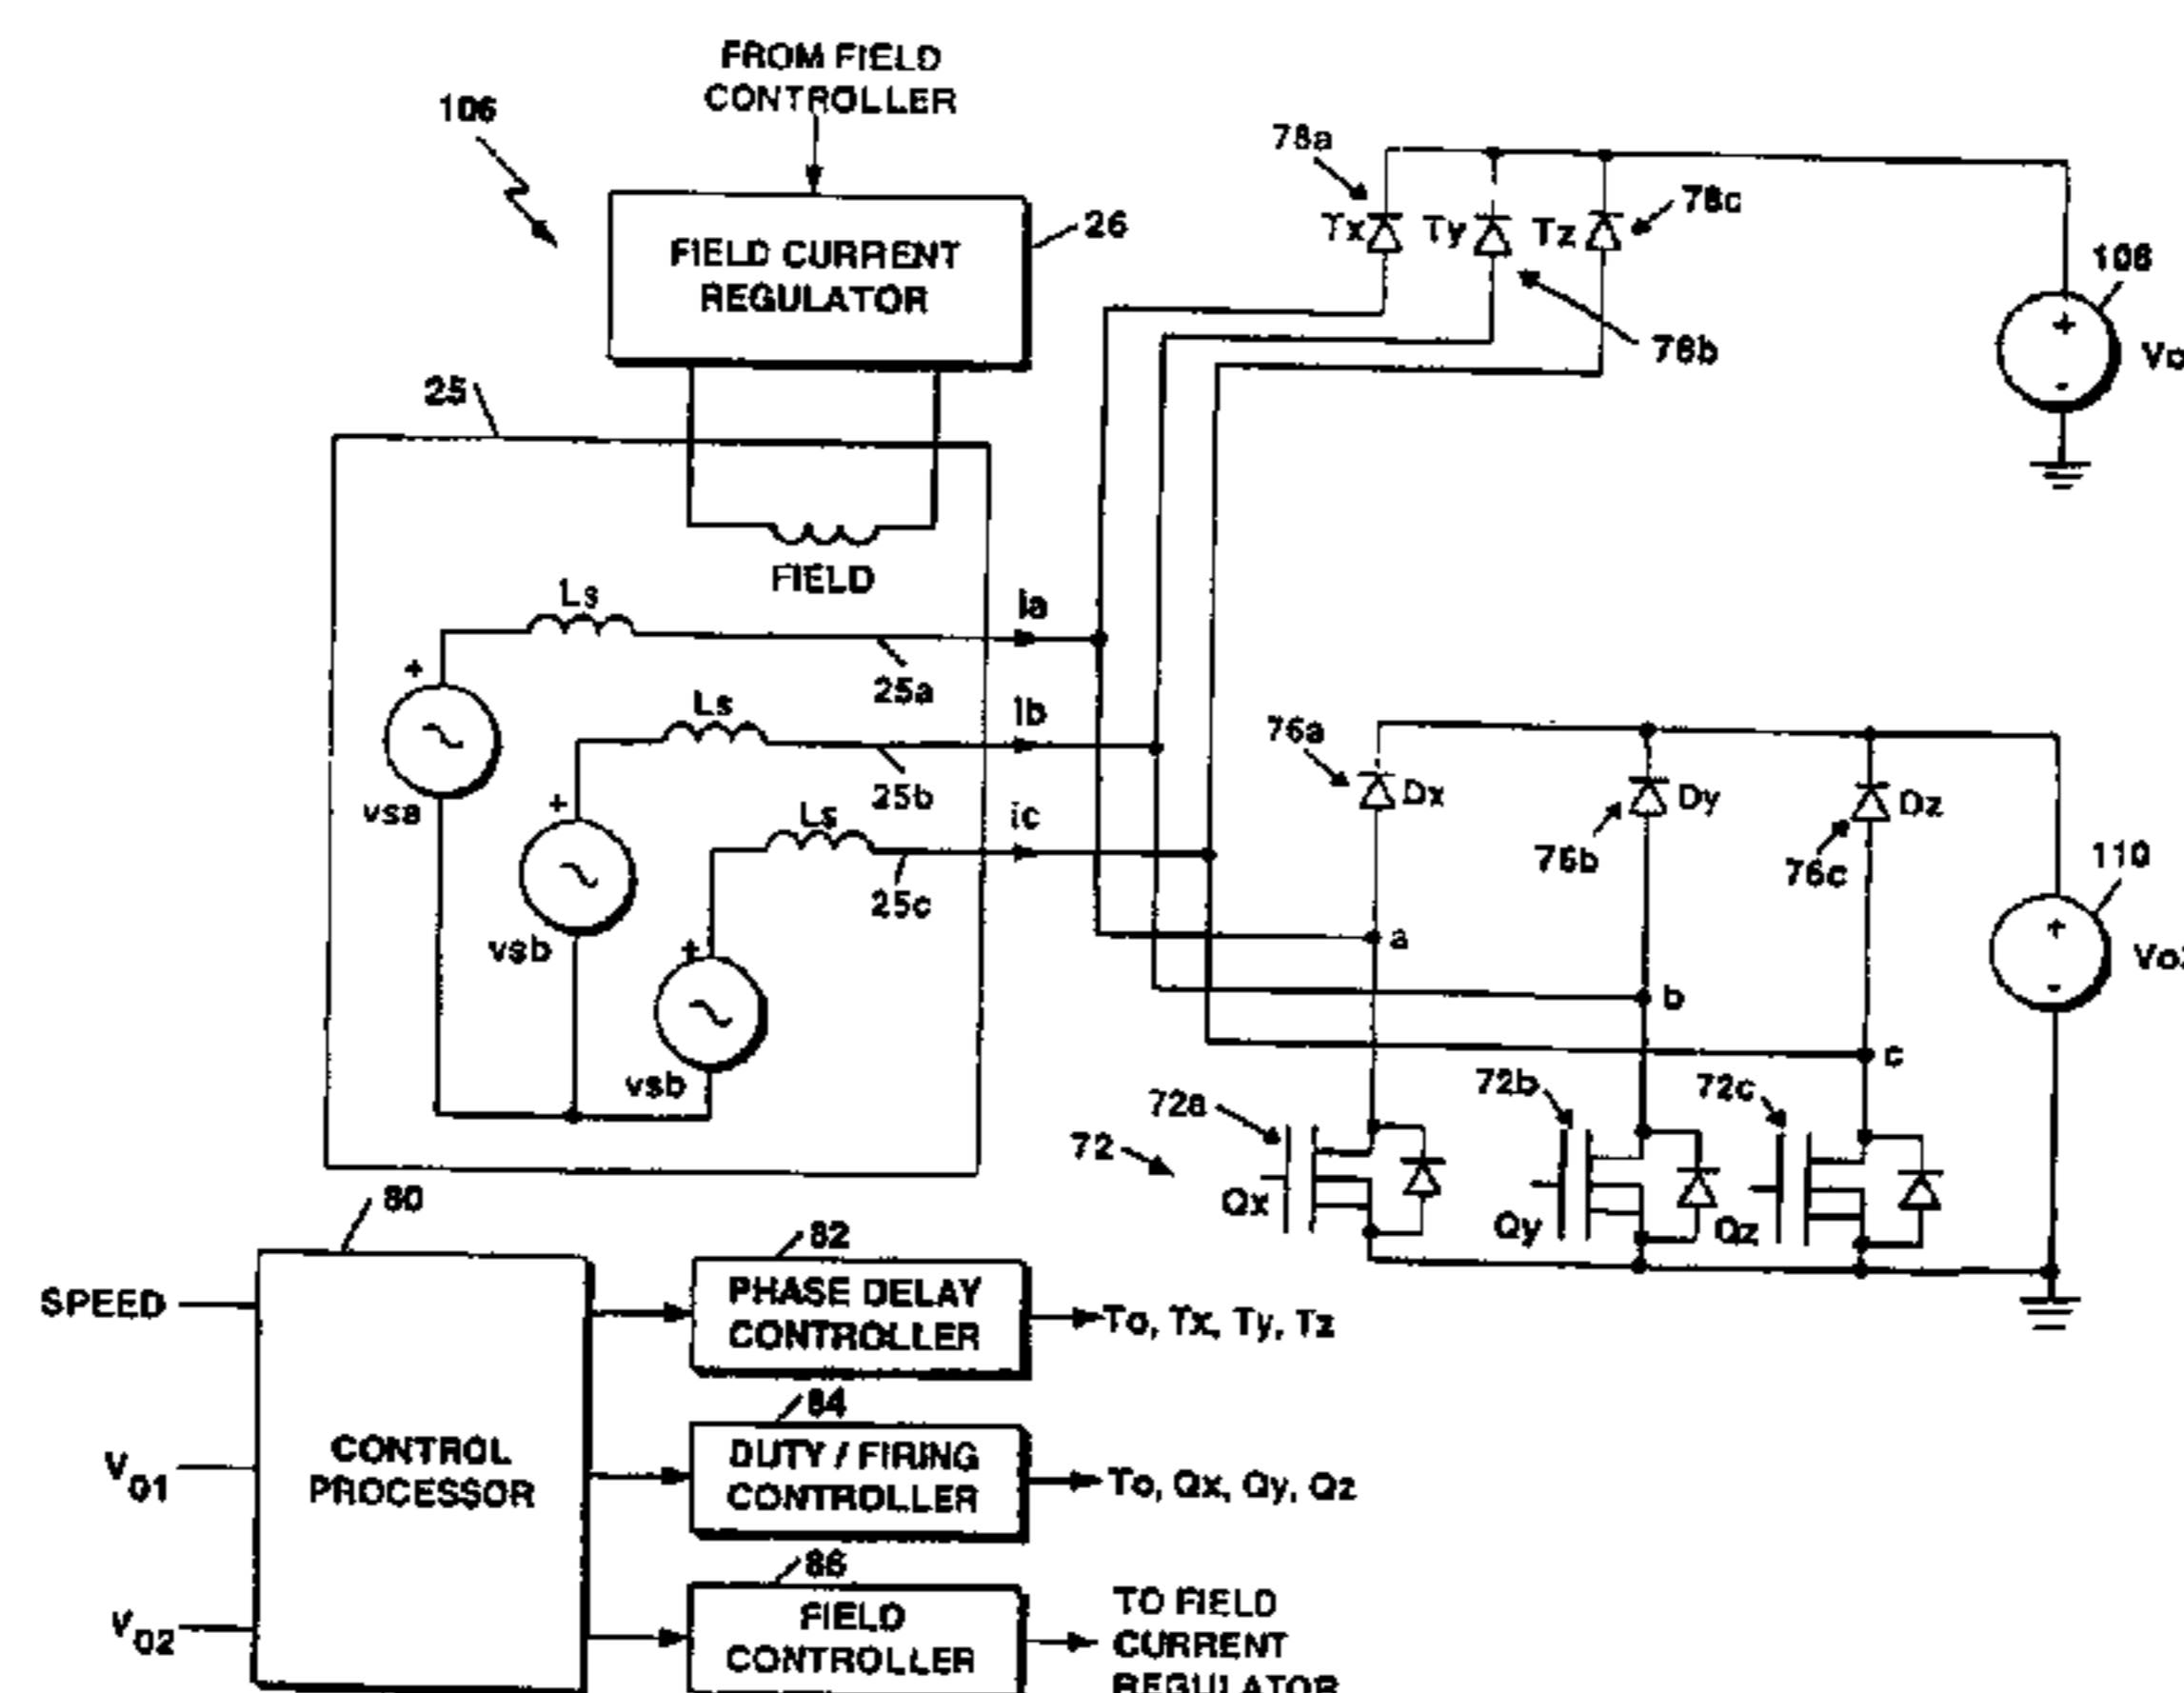 FROM FIELD
CONTROLLER
106
78a
78c
Tx
Ty
Tz
26
FIELD CURRENT
REGULATOR
108
+
-
78b
25
FIELD
Ls
ia
+
25a
Ls
ib
vsa
25b
+
Ls
ic
25c
vsb
+
vsb
76a
Dx
Dy
Dz
76b
76c
110
+
-
a
b
c
72a
72b
72c
72
Qx
Qy
Qz
80
82
SPEED
PHASE DELAY
CONTROLLER
To, Tx, Ty, Tz
84
V01
CONTROL
PROCESSOR
DUTY / FIRING
CONTROLLER
To, Qx, Qy, Qz
86
V02
FIELD
CONTROLLER
TO FIELD
CURRENT
REGULATOR